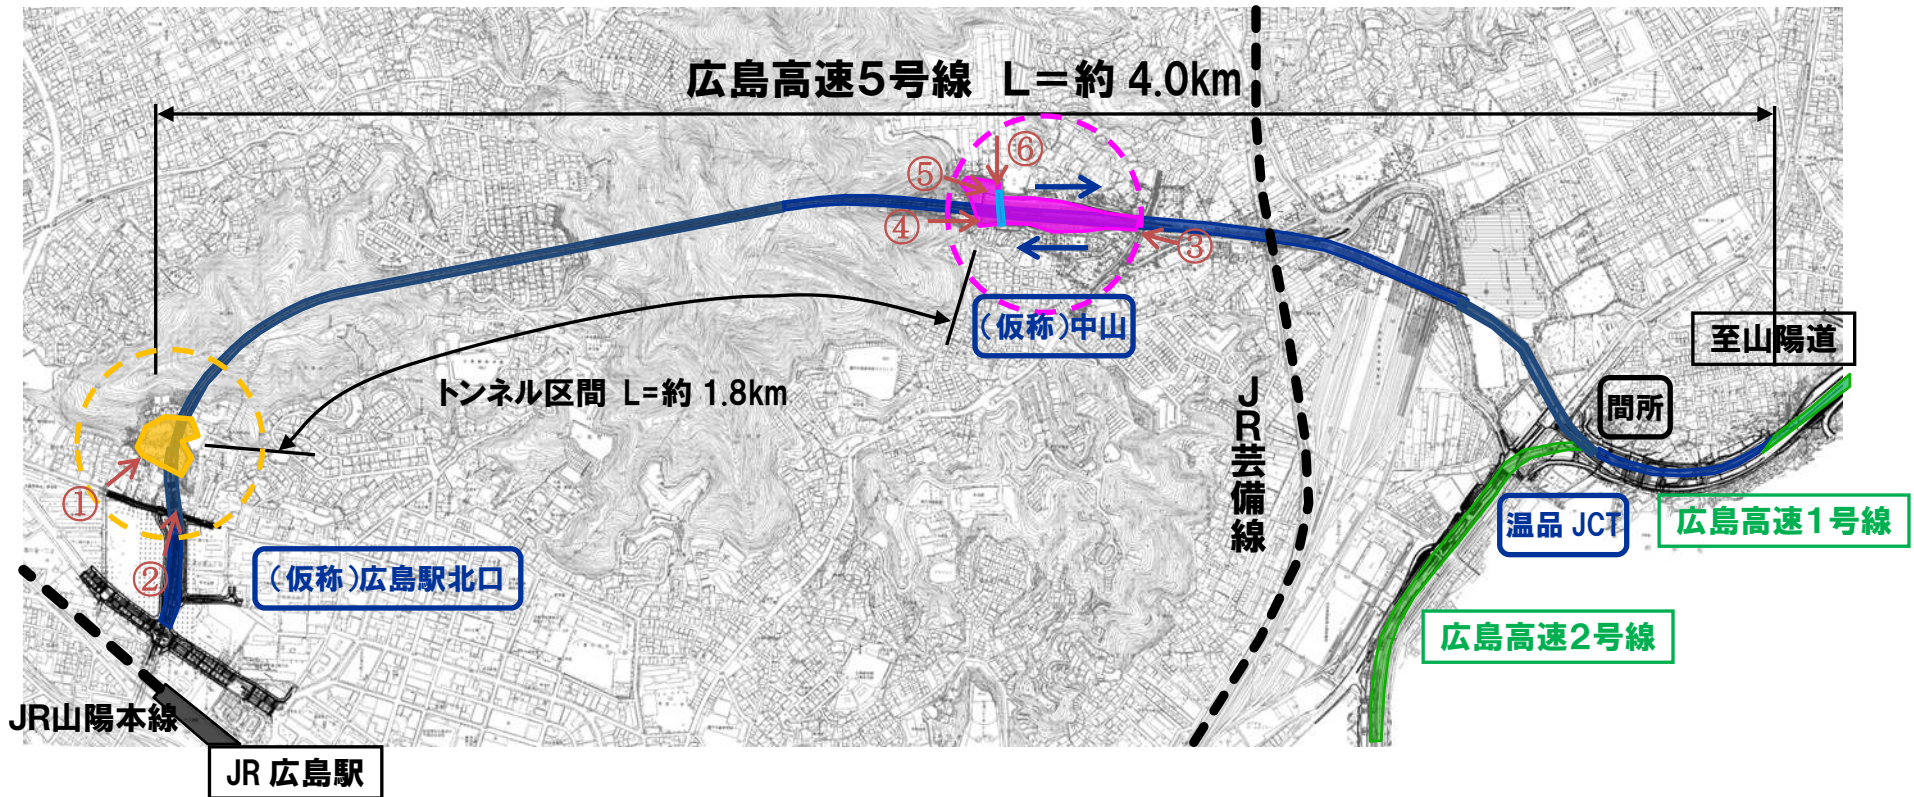 広島高速5号線 L=約 4.0km
⑥
⑤
④
③
(仮称)中山
至山陽道
トンネル区間 L=約 1.8km
JR芸備線
間所
①
②
温品 JCT
広島高速1号線
(仮称)広島駅北口
広島高速2号線
JR山陽本線
JR 広島駅